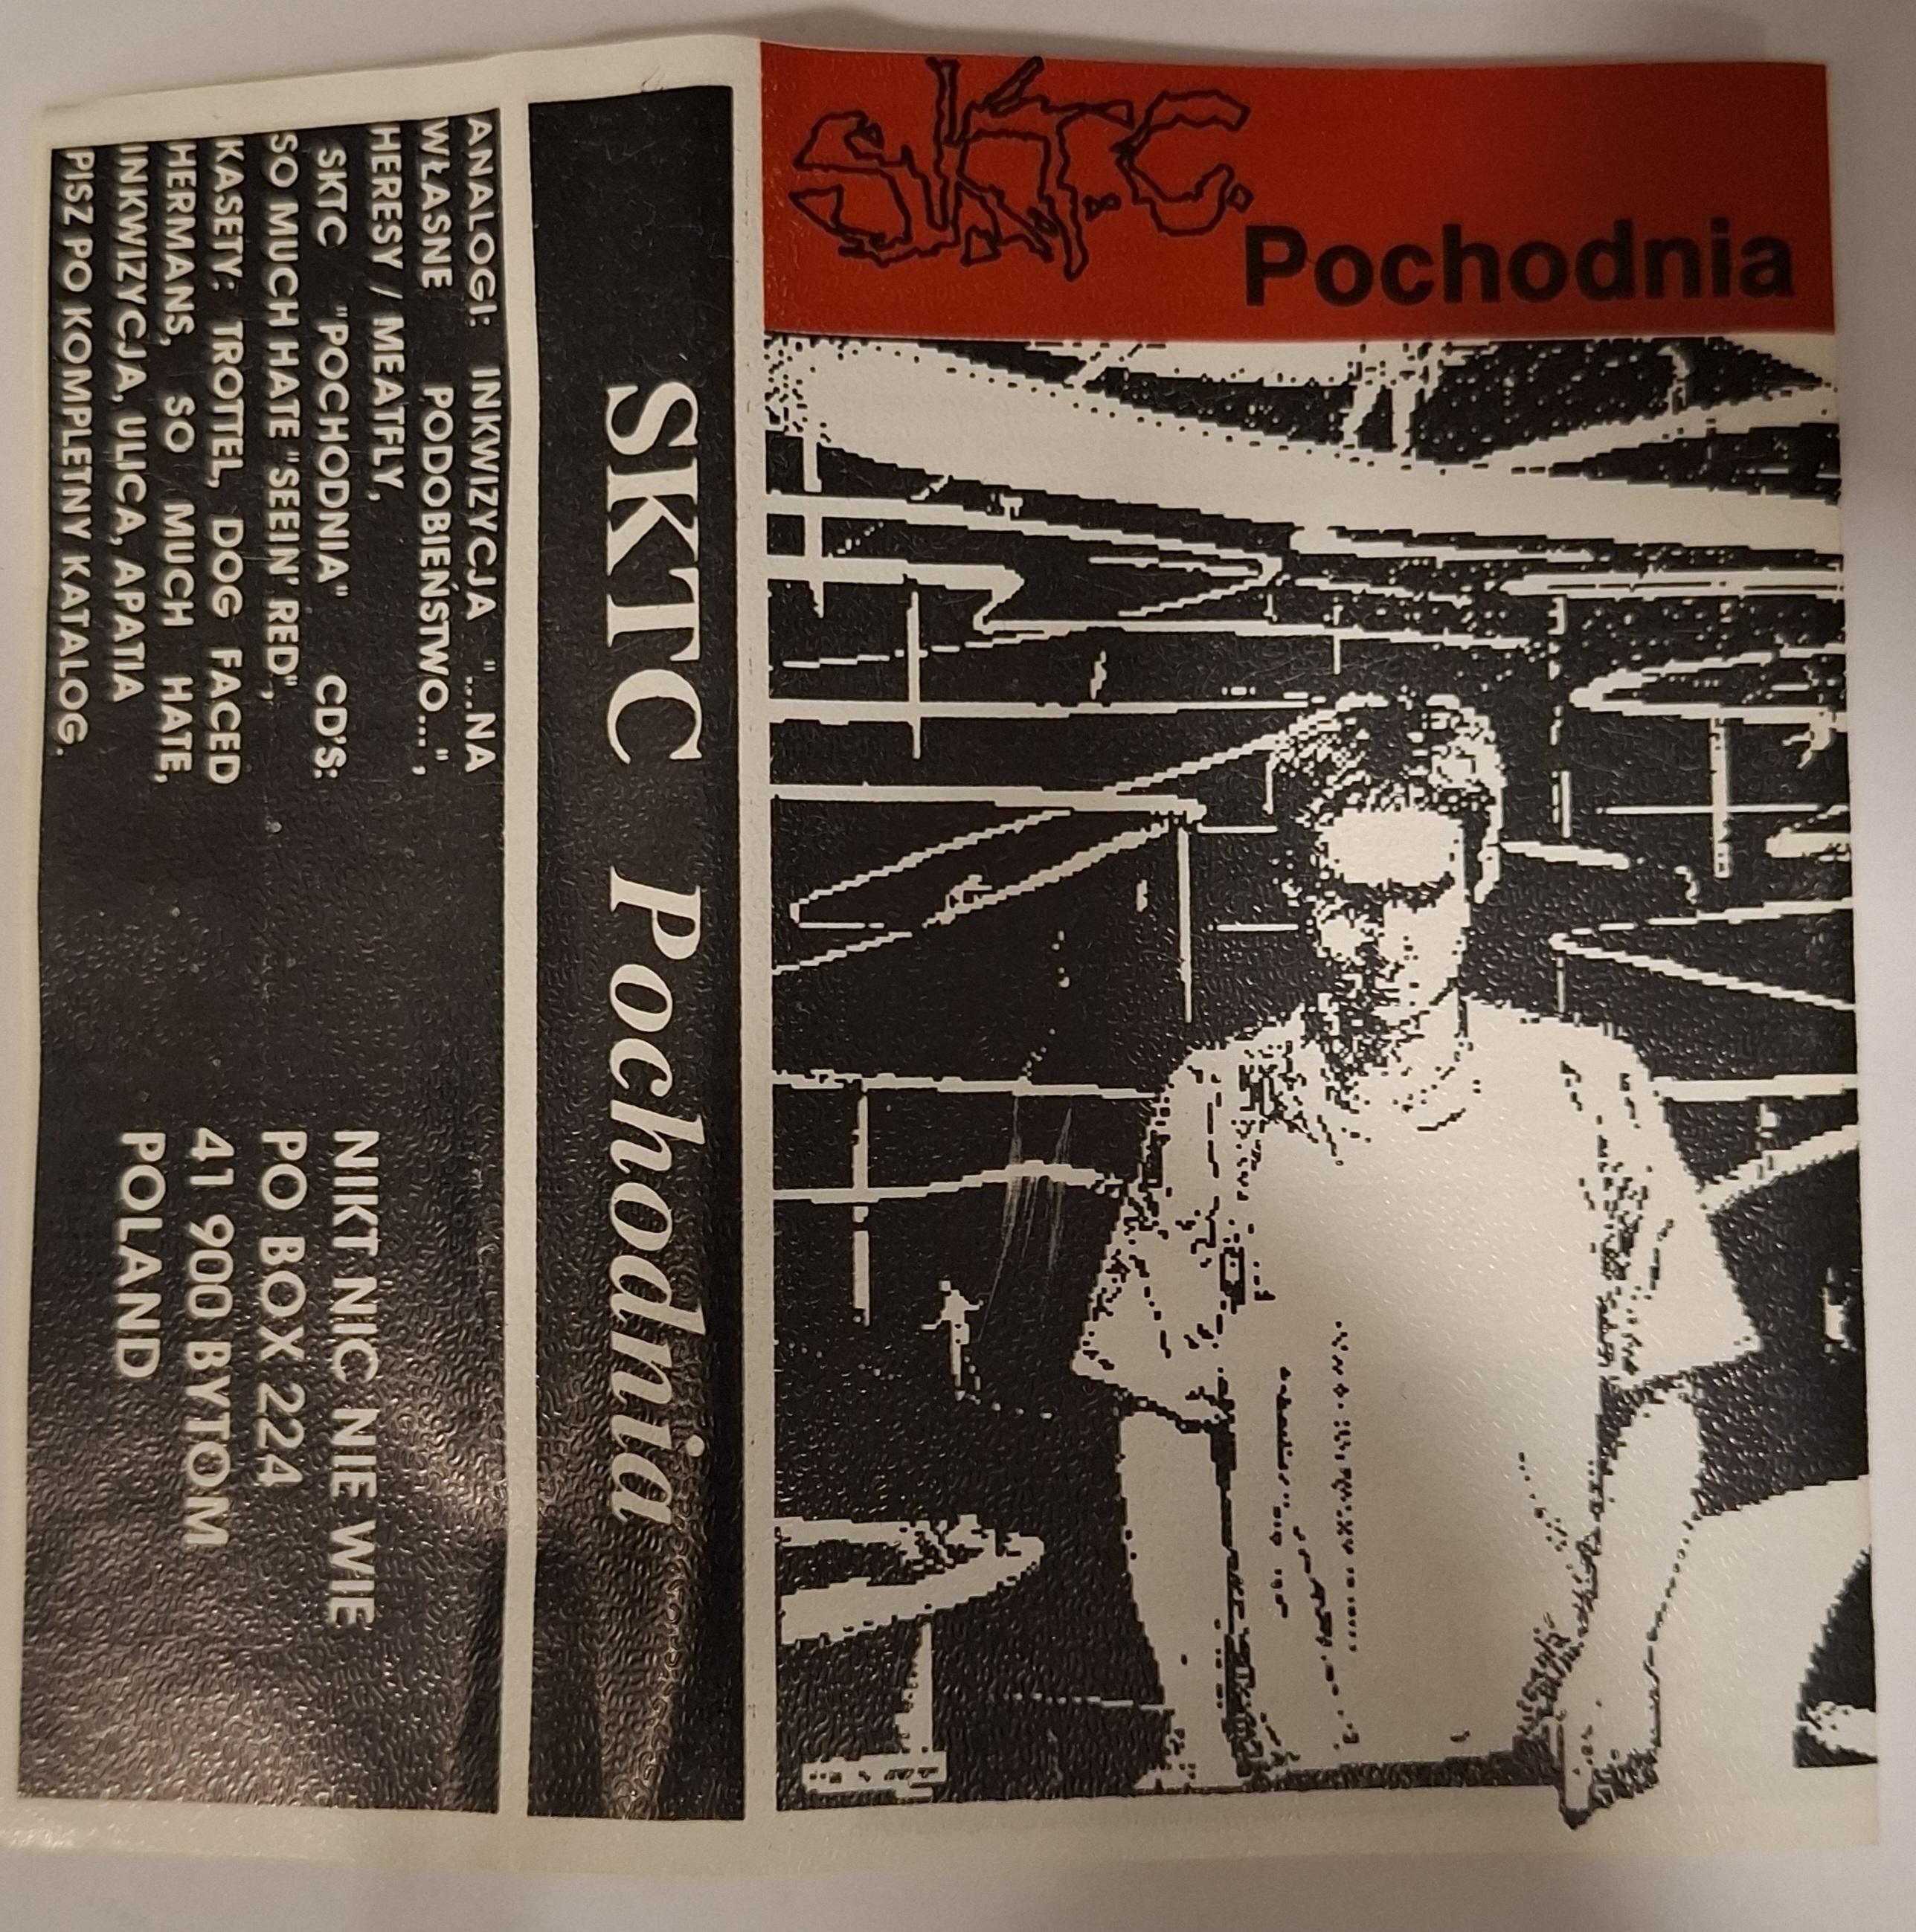 sktc.
Pochodnia
SKTC Pochodnia
ANALOGI: INKWIZYCJA "...NA
WŁASNE PODOBIEŃSTWO...",
HERESY / MEATFLY,
SKTC "POCHODNIA" CD'S:
SO MUCH HATE "SEEIN' RED",
KASETY: TROTTEL, DOG FACED
HERMANS, SO MUCH HATE,
INKWIZYCJA, ULICA, APATIA
PISZ PO KOMPLETNY KATALOG.
NIKT NIC NIE WIE
PO BOX 224
41 900 BYTOM
POLAND